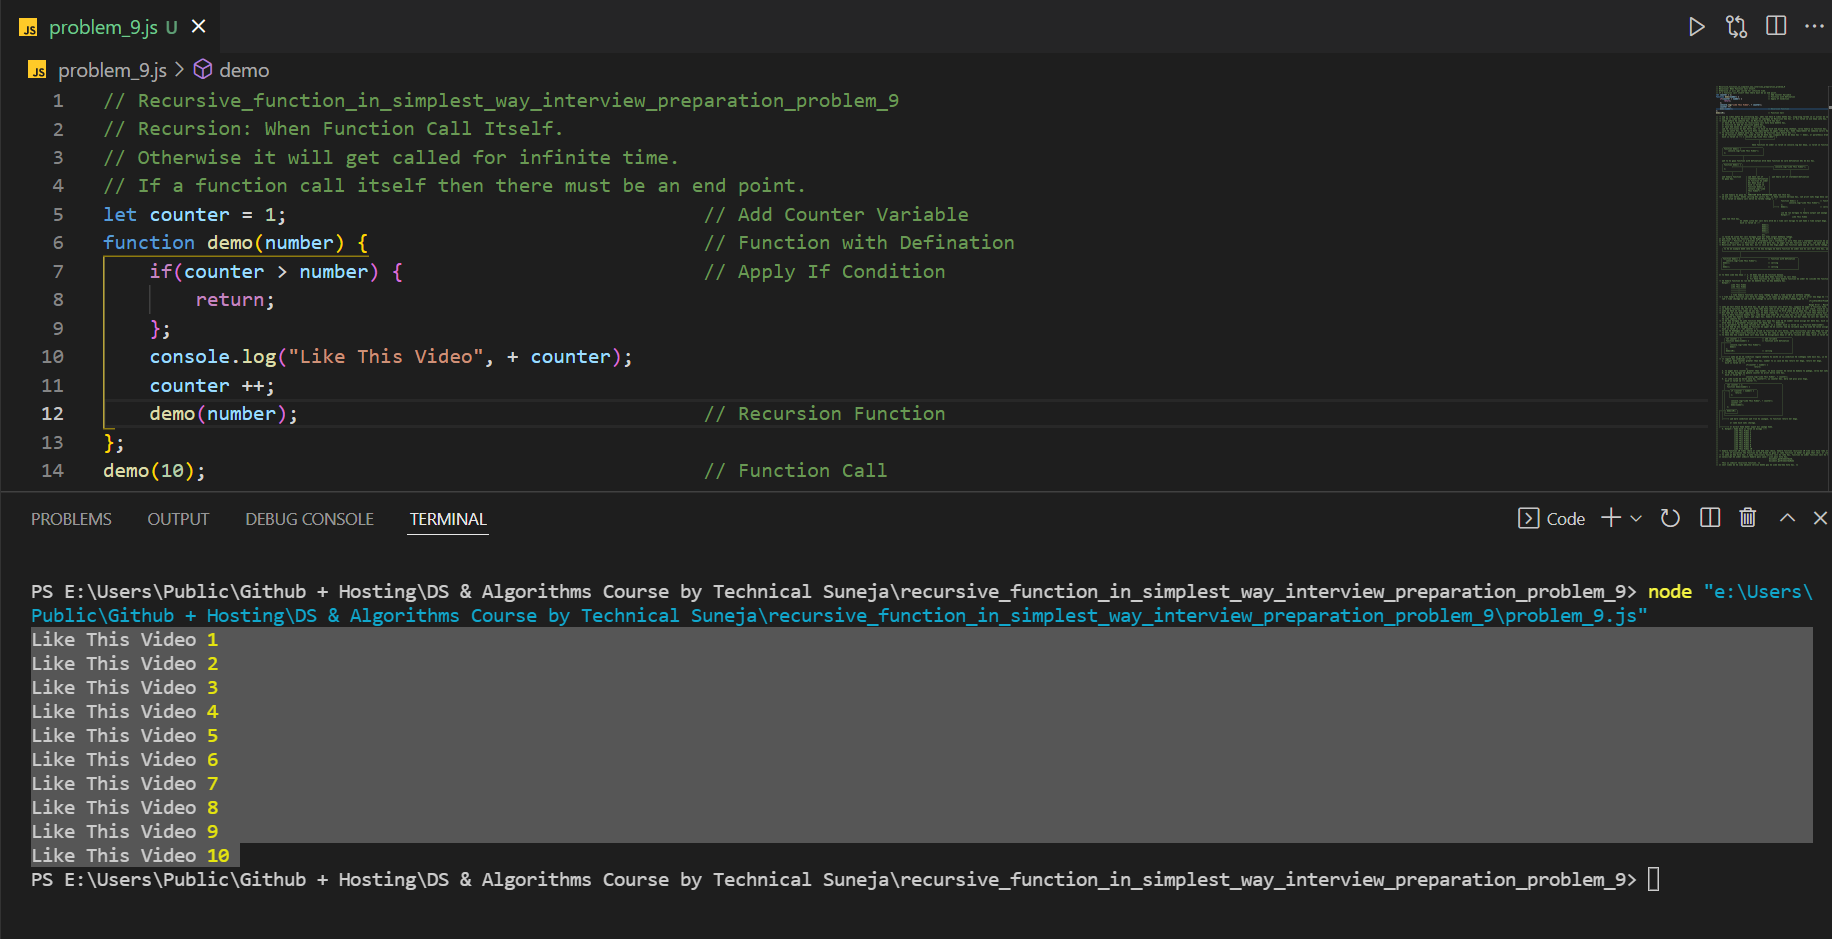 JS problem_9.js U
JS problem_9.js > demo
1 // Recursive_function_in_simplest_way_interview_preparation_problem_9
2 // Recursion: When Function Call Itself.
3 // Otherwise it will get called for infinite time.
4 // If a function call itself then there must be an end point.
5 let counter = 1; // Add Counter Variable
6 function demo(number) { // Function with Defination
7 if(counter > number) { // Apply If Condition
8 return;
9 };
10 console.log("Like This Video", + counter);
11 counter ++;
12 demo(number); // Recursion Function
13 };
14 demo(10); // Function Call
PROBLEMS OUTPUT DEBUG CONSOLE TERMINAL Code
PS E:\Users\Public\Github + Hosting\DS & Algorithms Course by Technical Suneja\recursive_function_in_simplest_way_interview_preparation_problem_9> node "e:\Users\
Public\Github + Hosting\DS & Algorithms Course by Technical Suneja\recursive_function_in_simplest_way_interview_preparation_problem_9\problem_9.js"
Like This Video 1
Like This Video 2
Like This Video 3
Like This Video 4
Like This Video 5
Like This Video 6
Like This Video 7
Like This Video 8
Like This Video 9
Like This Video 10
PS E:\Users\Public\Github + Hosting\DS & Algorithms Course by Technical Suneja\recursive_function_in_simplest_way_interview_preparation_problem_9>